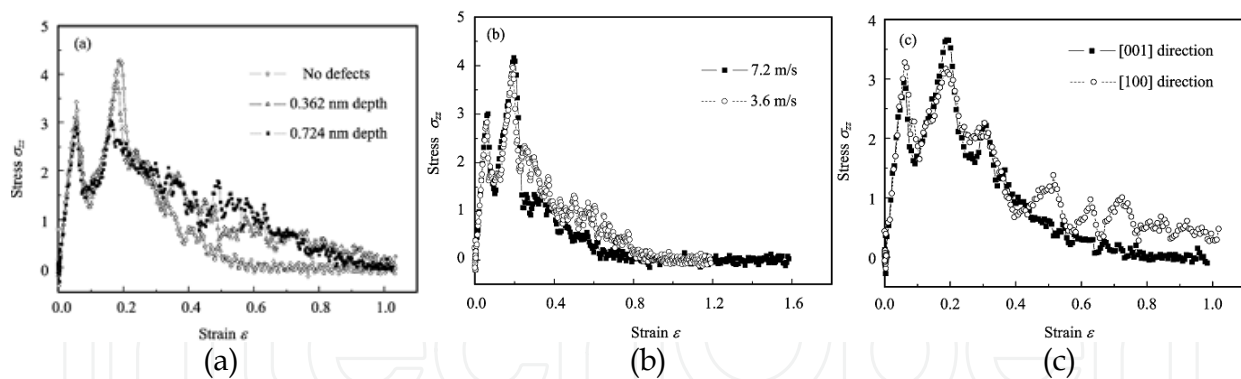 (a)
No defects
0.362 nm depth
0.724 nm depth
Stress σzz
5
4
3
2
1
0
0.0 0.2 0.4 0.6 0.8 1.0
Strain ε
(a)
(b)
7.2 m/s
3.6 m/s
Stress σzz
5
4
3
2
1
0
0.0 0.4 0.8 1.2 1.6
Strain ε
(b)
(c)
[001] direction
[100] direction
Stress σzz
4
3
2
1
0
0.0 0.2 0.4 0.6 0.8 1.0
Strain ε
(c)